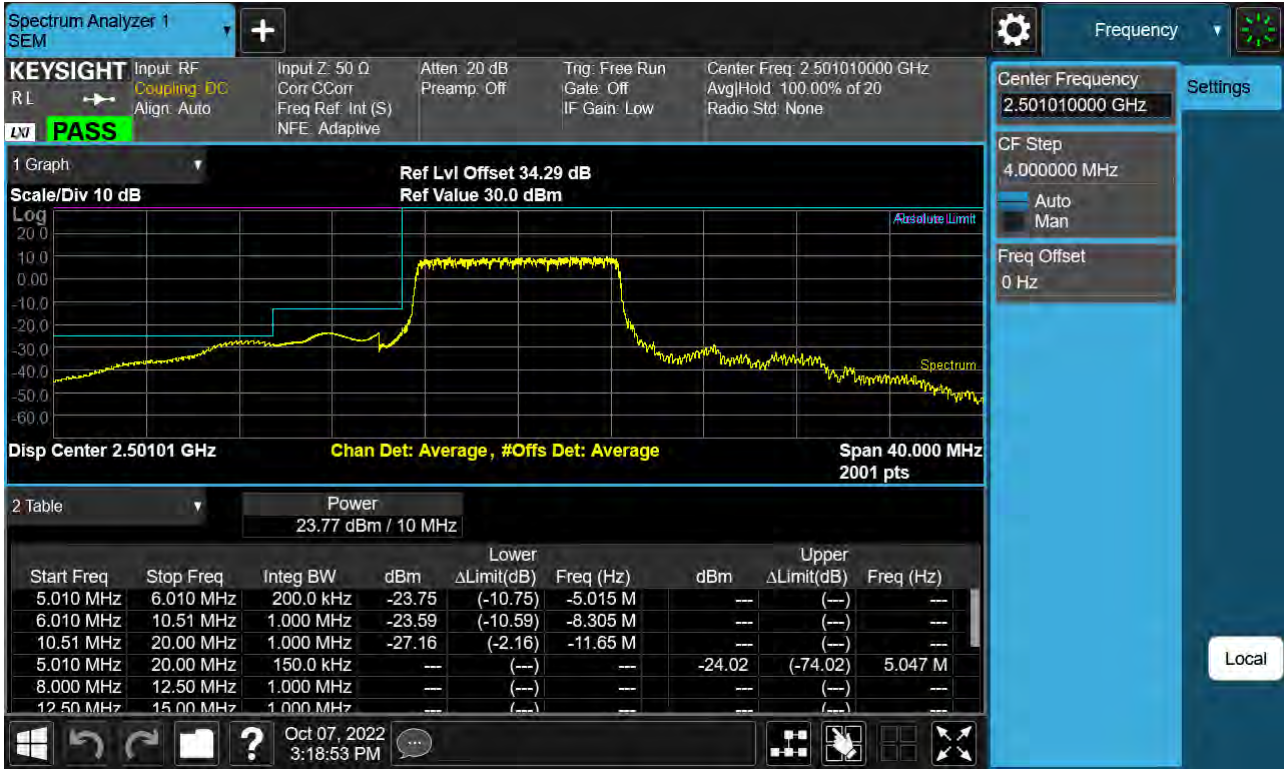 Spectrum Analyzer 1
SEM
Frequency
KEYSIGHT
R L
LXI
PASS
Input: RF
Coupling: DC
Align: Auto
Input Z: 50 Ω
Corr CCorr
Freq Ref: Int (S)
NFE: Adaptive
Atten: 20 dB
Preamp: Off
Trig: Free Run
Gate: Off
IF Gain: Low
Center Freq: 2.501010000 GHz
Avg|Hold: 100.00% of 20
Radio Std: None
1 Graph
Scale/Div 10 dB
Ref Lvl Offset 34.29 dB
Ref Value 30.0 dBm
Log
Absolute Limit
20.0
10.0
0.00
-10.0
-20.0
-30.0
-40.0
-50.0
-60.0
Spectrum
Disp Center 2.50101 GHz
Chan Det: Average, #Offs Det: Average
Span 40.000 MHz
2001 pts
2 Table
Power
23.77 dBm / 10 MHz
Lower Upper
Start Freq Stop Freq Integ BW dBm ΔLimit(dB) Freq (Hz) dBm ΔLimit(dB) Freq (Hz)
5.010 MHz 6.010 MHz 200.0 kHz -23.75 (-10.75) -5.015 M --- (---) ---
6.010 MHz 10.51 MHz 1.000 MHz -23.59 (-10.59) -8.305 M --- (---) ---
10.51 MHz 20.00 MHz 1.000 MHz -27.16 (-2.16) -11.65 M --- (---) ---
5.010 MHz 20.00 MHz 150.0 kHz --- (---) --- -24.02 (-74.02) 5.047 M
8.000 MHz 12.50 MHz 1.000 MHz --- (---) --- --- (---) ---
12.50 MHz 15.00 MHz 1.000 MHz --- (---) --- --- (---) ---
?
Oct 07, 2022
3:18:53 PM
Center Frequency
2.501010000 GHz
CF Step
4.000000 MHz
Auto
Man
Freq Offset
0 Hz
Settings
Local